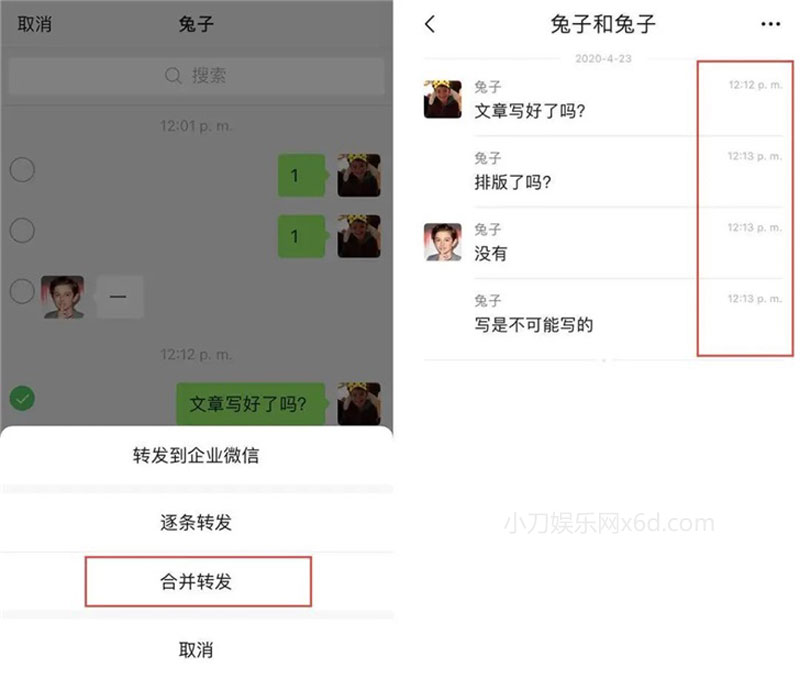 取消
兔子
搜索
12:01 p. m.
1
1
一
12:12 p. m.
文章写好了吗?
转发到企业微信
逐条转发
合并转发
取消
兔子和兔子
2020-4-23
兔子
12:12 p. m.
文章写好了吗?
兔子
12:13 p. m.
排版了吗?
兔子
12:13 p. m.
没有
兔子
12:13 p. m.
写是不可能写的
小刀娱乐网x6d.com